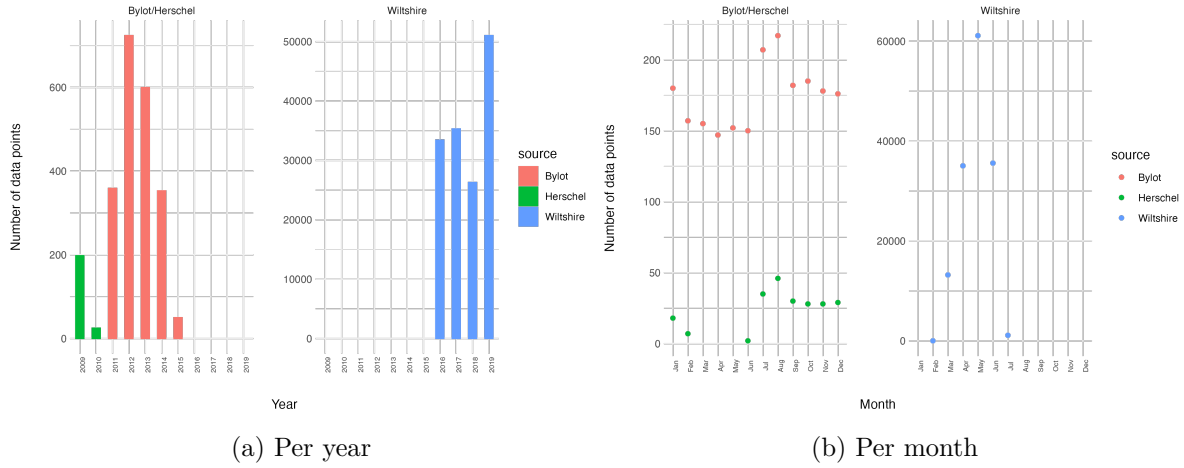 Bylot/Herschel
Wiltshire
Number of data points
600
400
200
0
50000
40000
30000
20000
10000
0
2009 2010 2011 2012 2013 2014 2015 2016 2017 2018 2019
2009 2010 2011 2012 2013 2014 2015 2016 2017 2018 2019
Year
source
Bylot
Herschel
Wiltshire
(a) Per year
Bylot/Herschel
Wiltshire
Number of data points
200
150
100
50
0
60000
40000
20000
0
Jan Feb Mar Apr May Jun Jul Aug Sep Oct Nov Dec
Jan Feb Mar Apr May Jun Jul Aug Sep Oct Nov Dec
Month
source
Bylot
Herschel
Wiltshire
(b) Per month